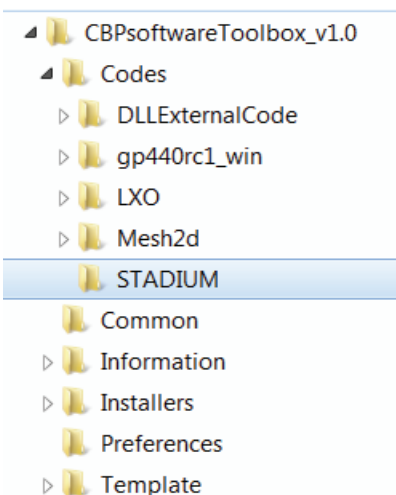 CBPsoftwareToolbox_v1.0
Codes
DLLExternalCode
gp440rc1_win
LXO
Mesh2d
STADIUM
Common
Information
Installers
Preferences
Template